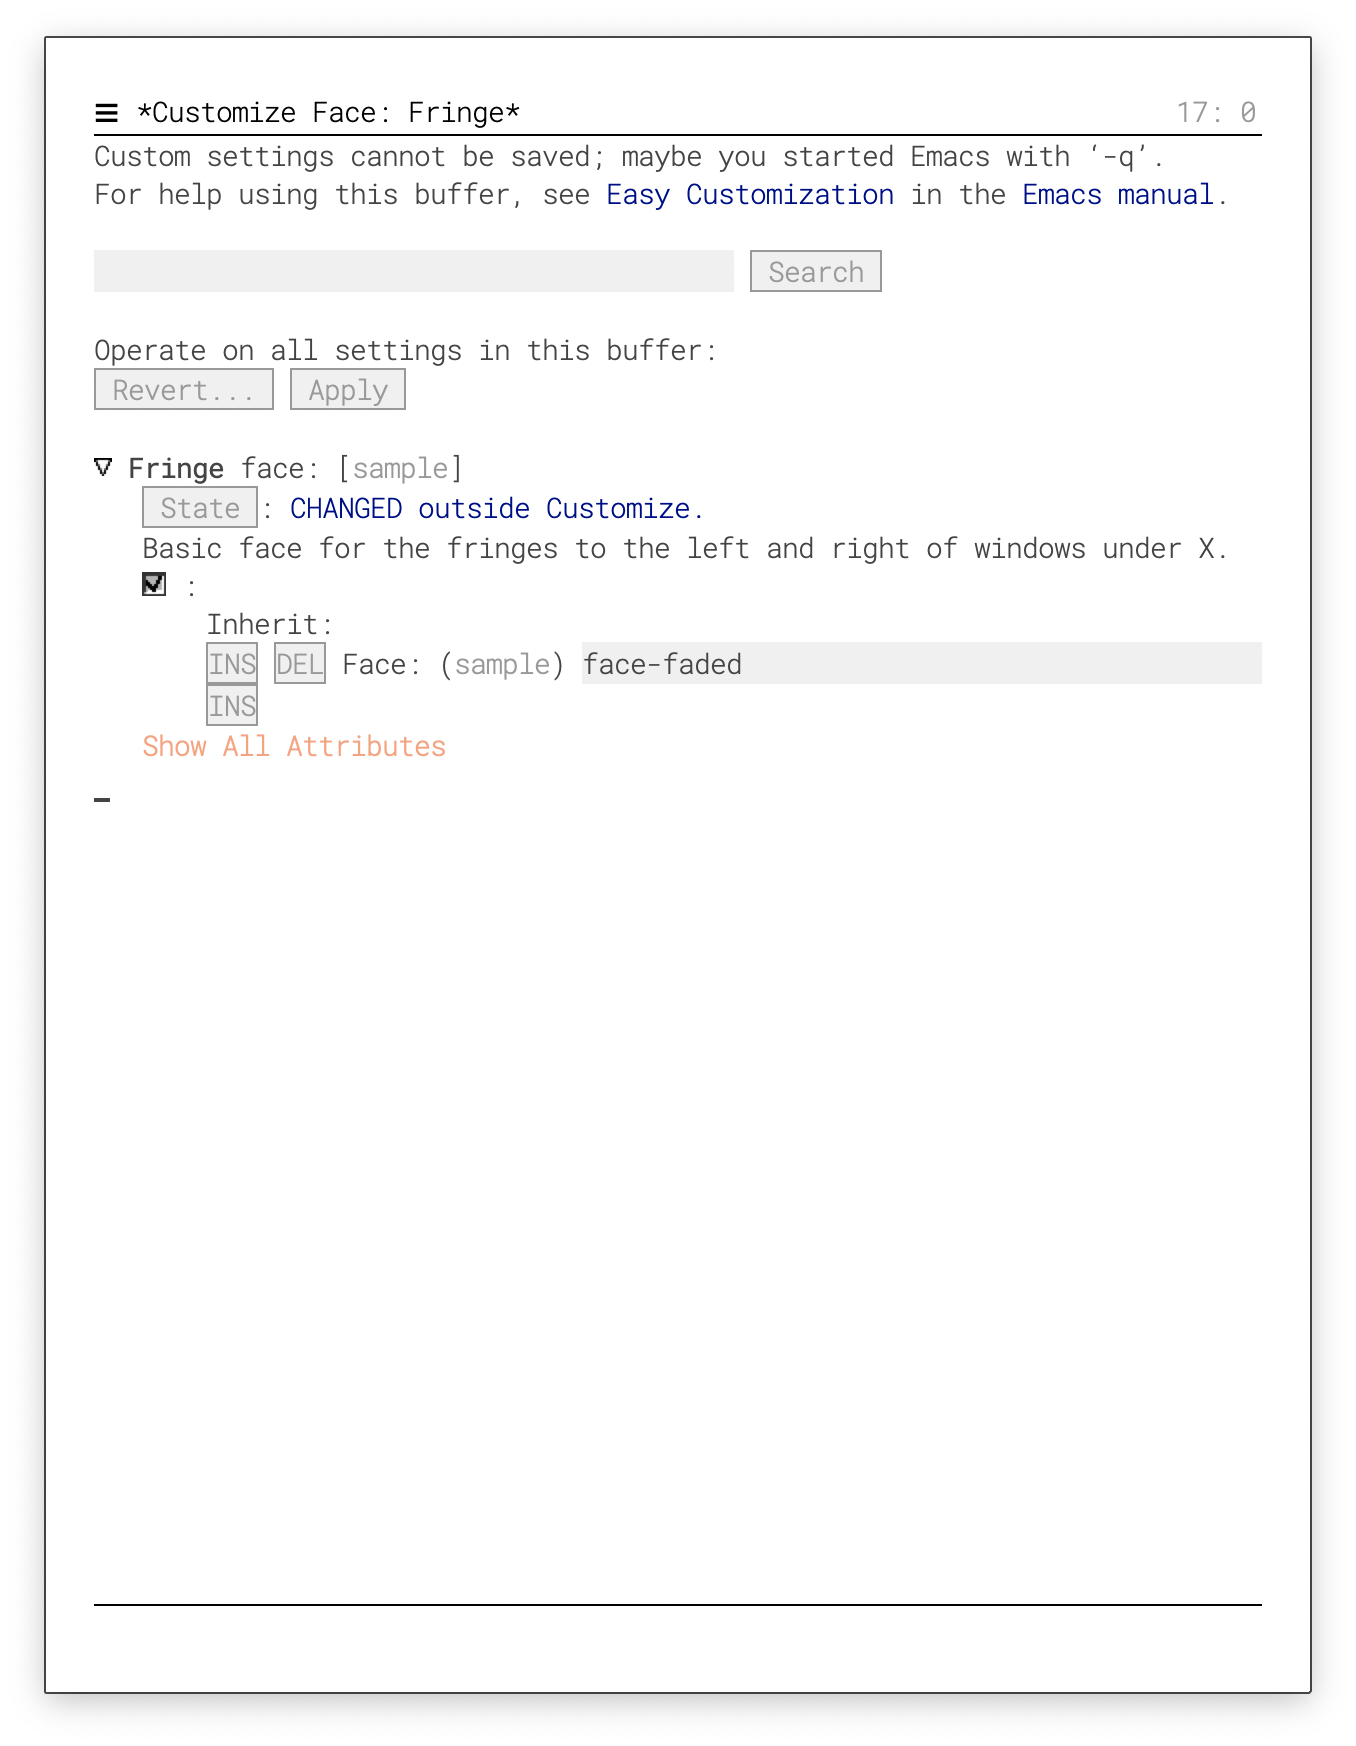 ≡ *Customize Face: Fringe* 17: 0
Custom settings cannot be saved; maybe you started Emacs with ‘-q’.
For help using this buffer, see Easy Customization in the Emacs manual.
Search
Operate on all settings in this buffer:
Revert... Apply
▽ Fringe face: [sample]
State : CHANGED outside Customize.
Basic face for the fringes to the left and right of windows under X.
:
Inherit:
INS DEL Face: (sample) face-faded
INS
Show All Attributes